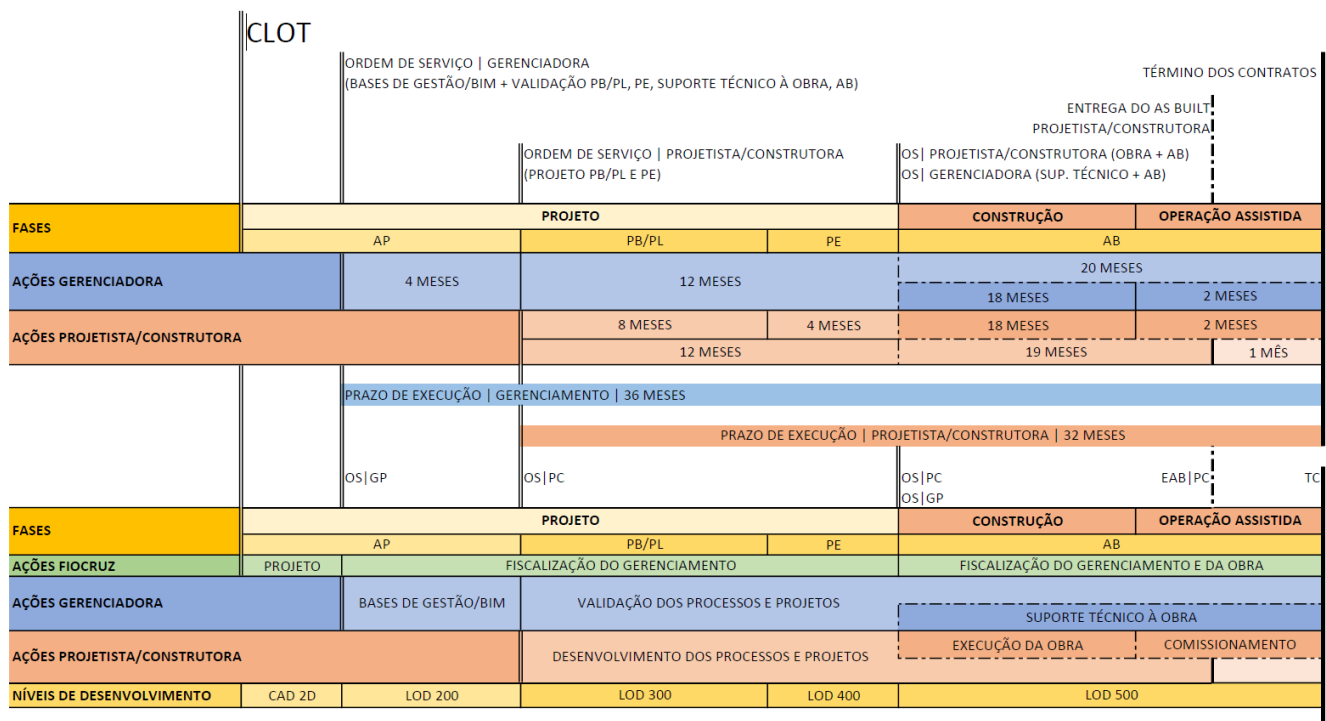 CLOT
ORDEM DE SERVIÇO | GERENCIADORA
(BASES DE GESTÃO/BIM + VALIDAÇÃO PB/PL, PE, SUPORTE TÉCNICO À OBRA, AB)
TÉRMINO DOS CONTRATOS
ENTREGA DO AS BUILT
PROJETISTA/CONSTRUTORA
ORDEM DE SERVIÇO | PROJETISTA/CONSTRUTORA
(PROJETO PB/PL E PE)
OS| PROJETISTA/CONSTRUTORA (OBRA + AB)
OS| GERENCIADORA (SUP. TÉCNICO + AB)
FASES
PROJETO
CONSTRUÇÃO
OPERAÇÃO ASSISTIDA
AP
PB/PL
PE
AB
AÇÕES GERENCIADORA
4 MESES
12 MESES
20 MESES
18 MESES
2 MESES
AÇÕES PROJETISTA/CONSTRUTORA
8 MESES
4 MESES
18 MESES
2 MESES
12 MESES
19 MESES
1 MÊS
PRAZO DE EXECUÇÃO | GERENCIAMENTO | 36 MESES
PRAZO DE EXECUÇÃO | PROJETISTA/CONSTRUTORA | 32 MESES
OS|GP
OS|PC
OS|PC
OS|GP
EAB|PC
TC
FASES
PROJETO
CONSTRUÇÃO
OPERAÇÃO ASSISTIDA
AP
PB/PL
PE
AB
AÇÕES FIOCRUZ
PROJETO
FISCALIZAÇÃO DO GERENCIAMENTO
FISCALIZAÇÃO DO GERENCIAMENTO E DA OBRA
AÇÕES GERENCIADORA
BASES DE GESTÃO/BIM
VALIDAÇÃO DOS PROCESSOS E PROJETOS
SUPORTE TÉCNICO À OBRA
AÇÕES PROJETISTA/CONSTRUTORA
DESENVOLVIMENTO DOS PROCESSOS E PROJETOS
EXECUÇÃO DA OBRA
COMISSIONAMENTO
NÍVEIS DE DESENVOLVIMENTO
CAD 2D
LOD 200
LOD 300
LOD 400
LOD 500